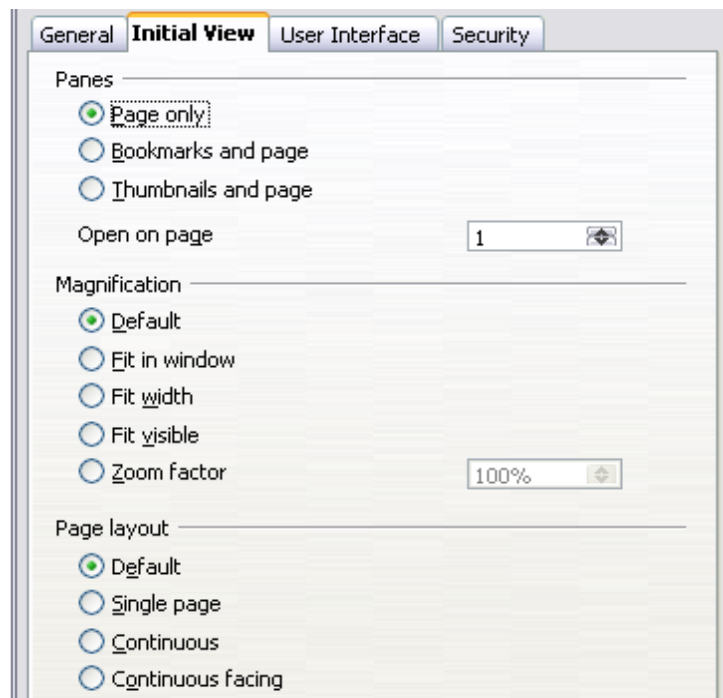 General Initial View User Interface Security
Panes
Page only
Bookmarks and page
Thumbnails and page
Open on page 1
Magnification
Default
Fit in window
Fit width
Fit visible
Zoom factor 100%
Page layout
Default
Single page
Continuous
Continuous facing